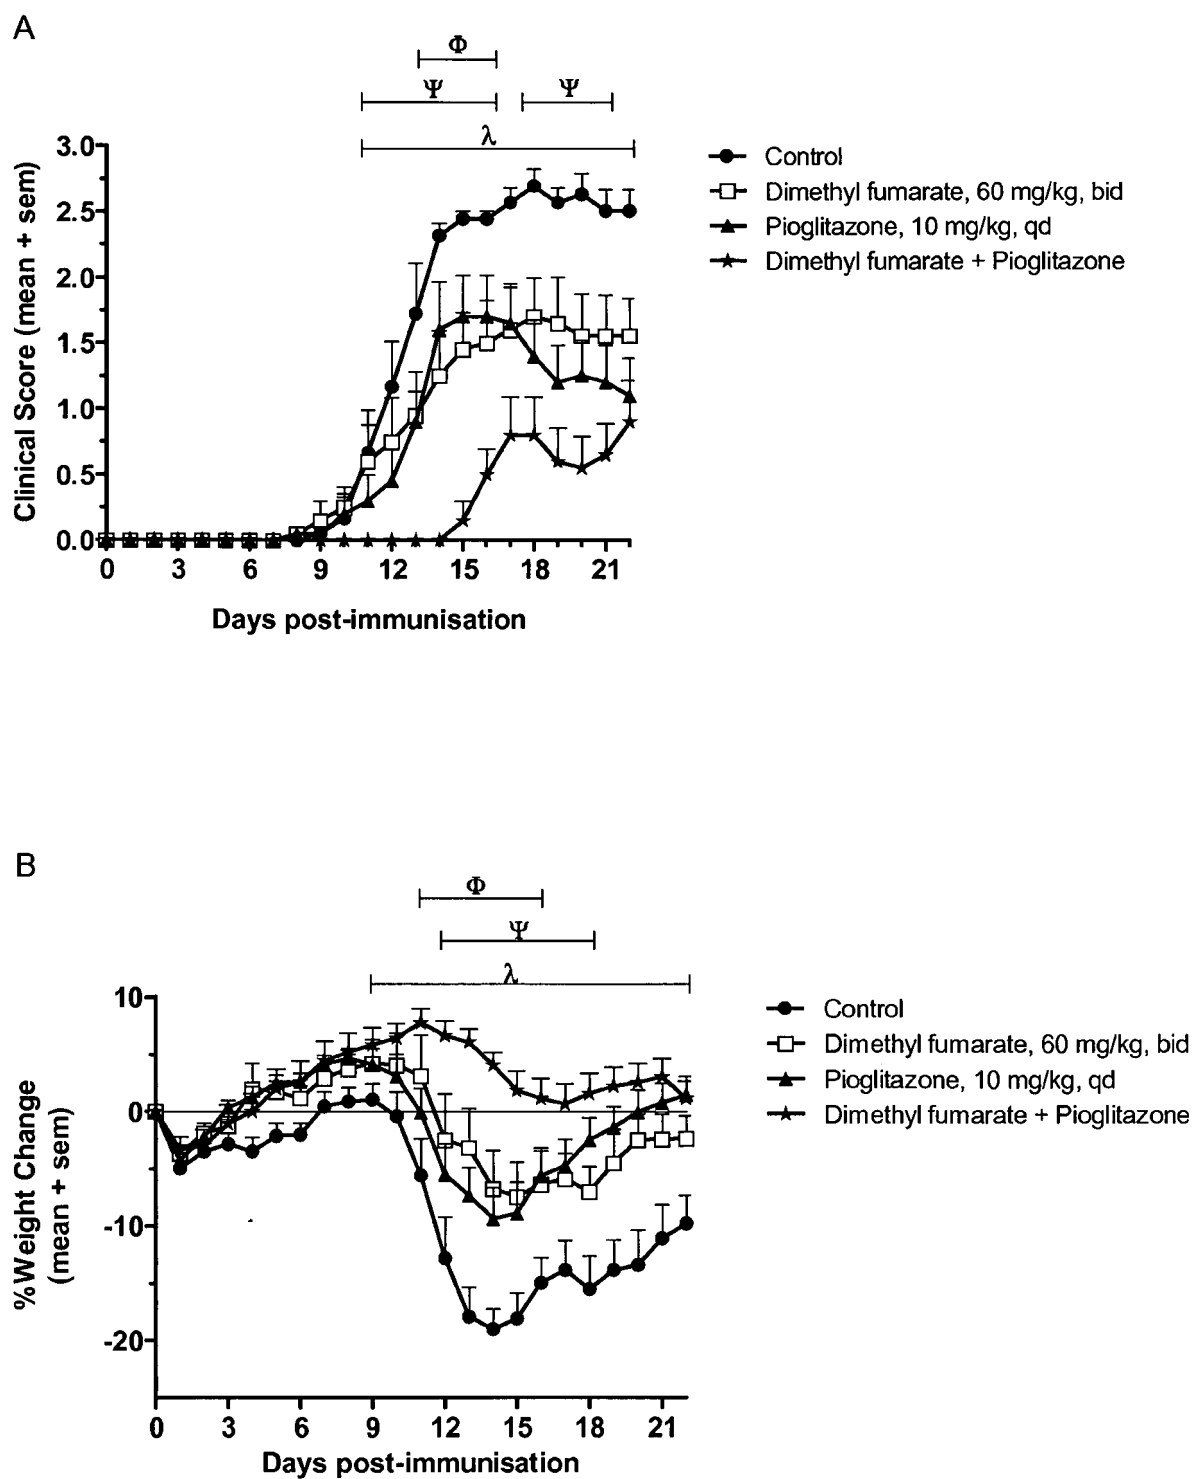 A
Φ
Ψ Ψ
λ
3.0
2.5
2.0
1.5
1.0
0.5
0.0
Clinical Score (mean + sem)
0 3 6 9 12 15 18 21
Days post-immunisation
Control
Dimethyl fumarate, 60 mg/kg, bid
Pioglitazone, 10 mg/kg, qd
Dimethyl fumarate + Pioglitazone
B
Φ
Ψ
λ
10
0
-10
-20
%Weight Change
(mean + sem)
0 3 6 9 12 15 18 21
Days post-immunisation
Control
Dimethyl fumarate, 60 mg/kg, bid
Pioglitazone, 10 mg/kg, qd
Dimethyl fumarate + Pioglitazone